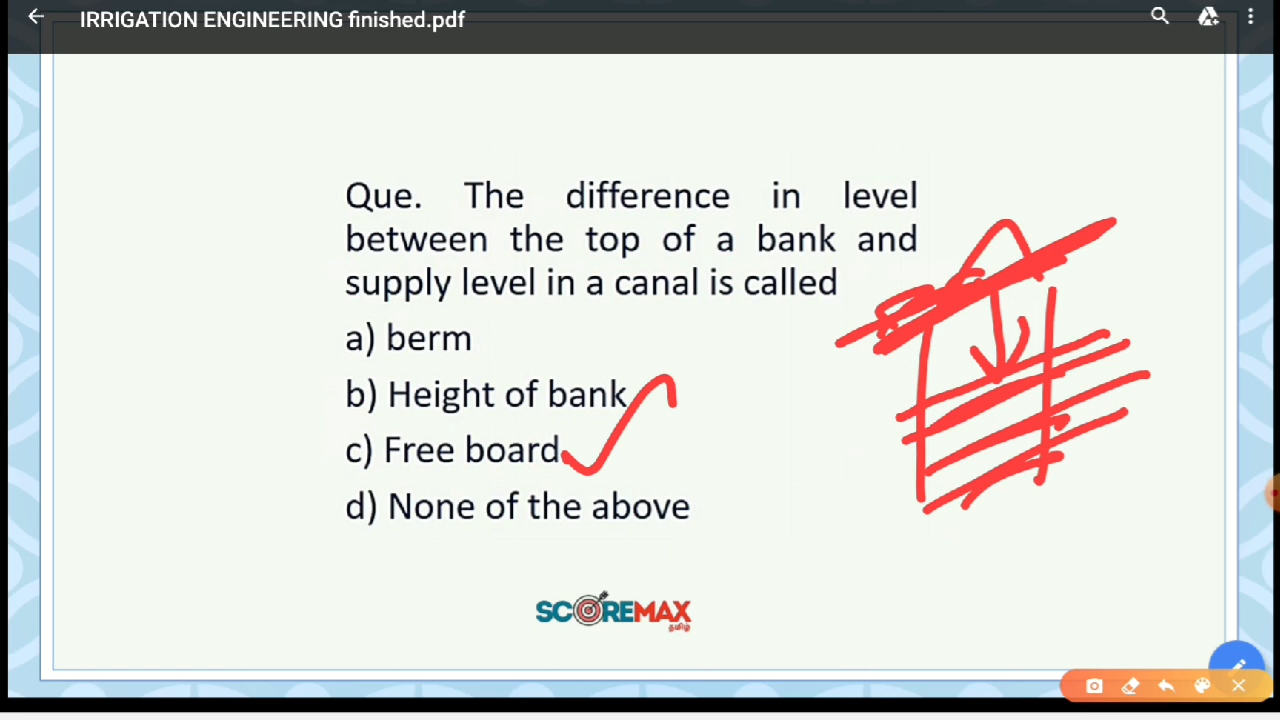 IRRIGATION ENGINEERING finished.pdf
Que. The difference in level
between the top of a bank and
supply level in a canal is called
a) berm
b) Height of bank
c) Free board
d) None of the above
SCOREMAX
தமிழ்